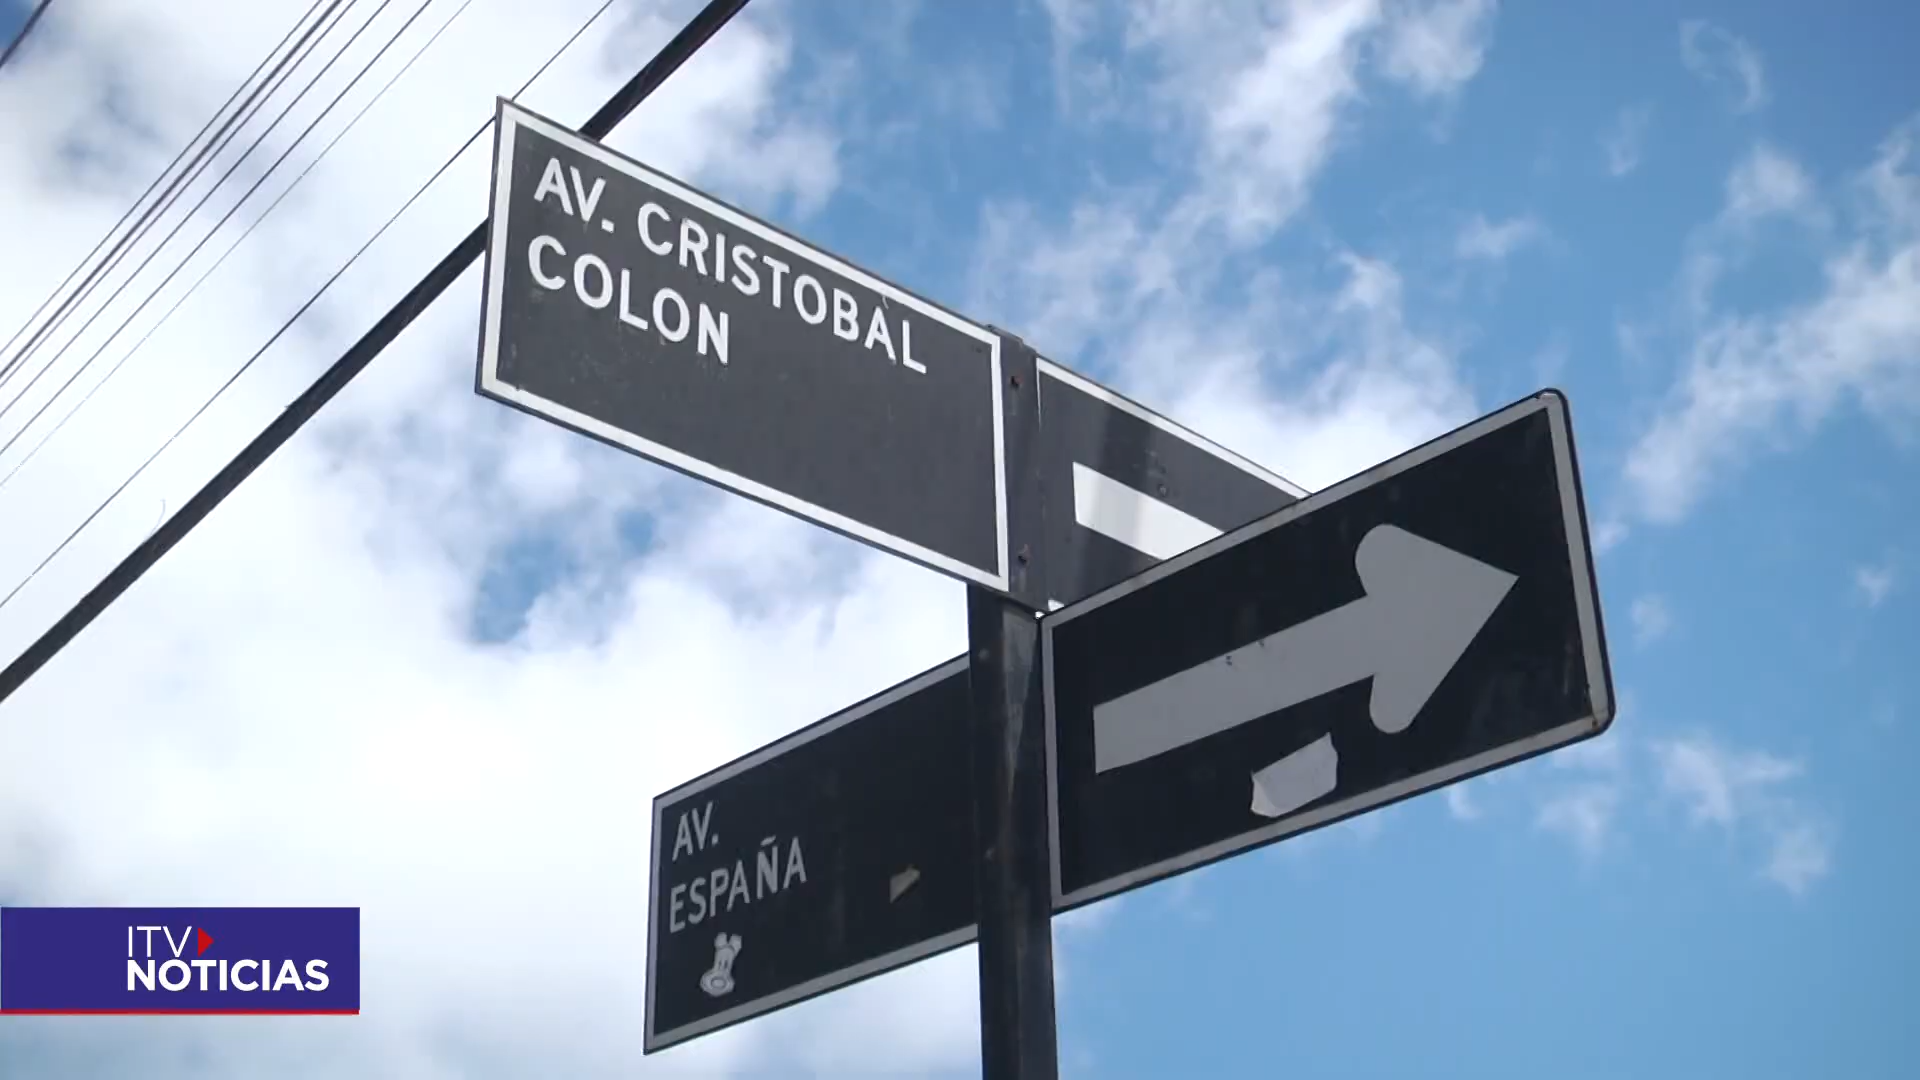 AV. CRISTOBAL
COLON
AV.
ESPAÑA
ITV
NOTICIAS